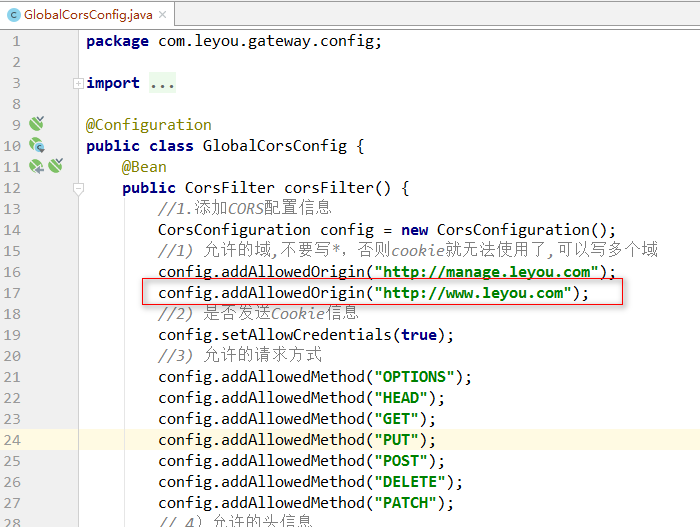 GlobalCorsConfig.java ×
1 package com.leyou.gateway.config;
2
3 import ...
8
9 @Configuration
10 public class GlobalCorsConfig {
11 @Bean
12 public CorsFilter corsFilter() {
13 //1.添加CORS配置信息
14 CorsConfiguration config = new CorsConfiguration();
15 //1) 允许的域,不要写*，否则cookie就无法使用了,可以写多个域
16 config.addAllowedOrigin("http://manage.leyou.com");
17 config.addAllowedOrigin("http://www.leyou.com");
18 //2) 是否发送Cookie信息
19 config.setAllowCredentials(true);
20 //3) 允许的请求方式
21 config.addAllowedMethod("OPTIONS");
22 config.addAllowedMethod("HEAD");
23 config.addAllowedMethod("GET");
24 config.addAllowedMethod("PUT");
25 config.addAllowedMethod("POST");
26 config.addAllowedMethod("DELETE");
27 config.addAllowedMethod("PATCH");
28 // 4）允许的头信息